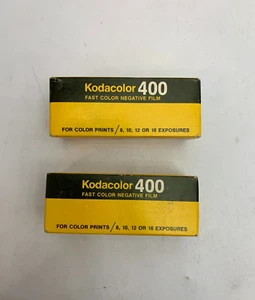 Kodacolor 400
FAST COLOR NEGATIVE FILM
FOR COLOR PRINTS / 8, 10, 12 OR 16 EXPOSURES
Kodacolor 400
FAST COLOR NEGATIVE FILM
FOR COLOR PRINTS / 8, 10, 12 OR 16 EXPOSURES